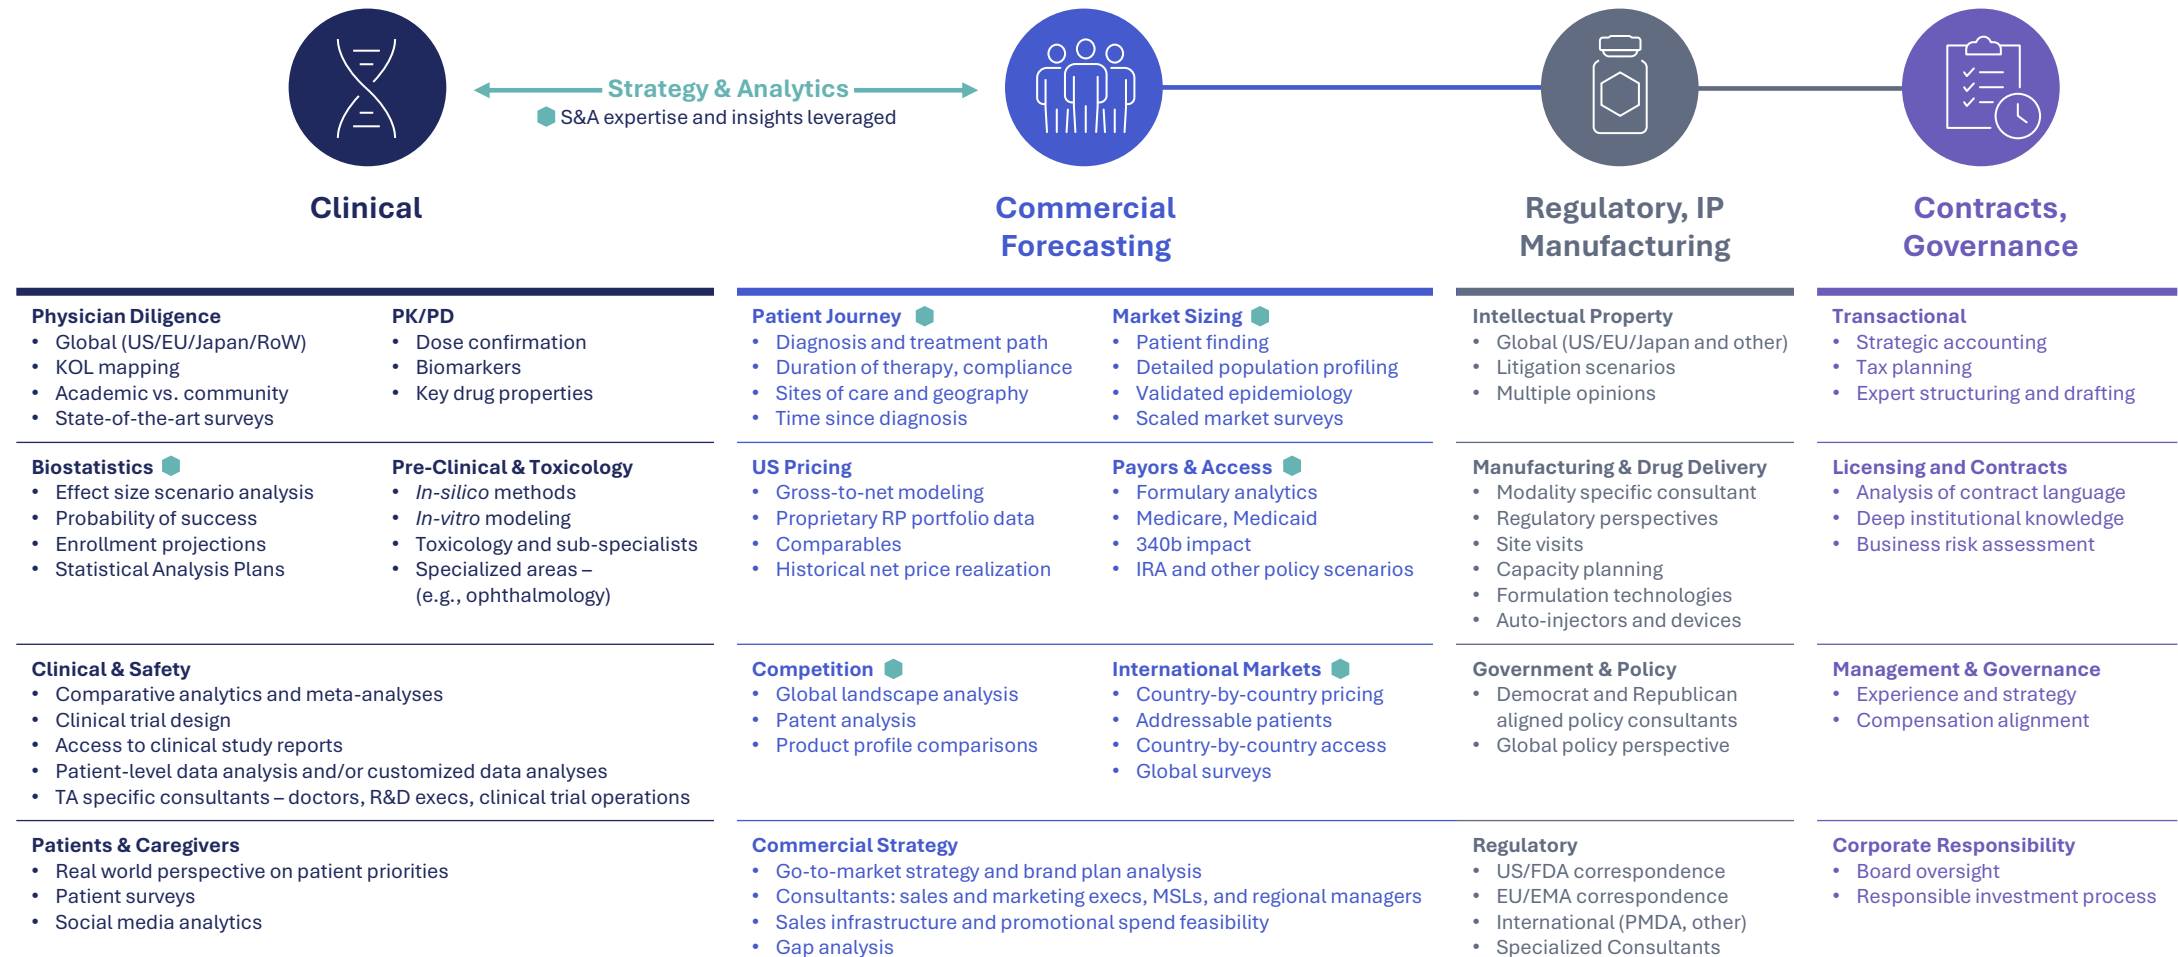 Strategy & Analytics
S&A expertise and insights leveraged
Clinical
Physician Diligence
• Global (US/EU/Japan/RoW)
• KOL mapping
• Academic vs. community
• State-of-the-art surveys
PK/PD
• Dose confirmation
• Biomarkers
• Key drug properties
Biostatistics
• Effect size scenario analysis
• Probability of success
• Enrollment projections
• Statistical Analysis Plans
Pre-Clinical & Toxicology
• In-silico methods
• In-vitro modeling
• Toxicology and sub-specialists
• Specialized areas –
(e.g., ophthalmology)
Clinical & Safety
• Comparative analytics and meta-analyses
• Clinical trial design
• Access to clinical study reports
• Patient-level data analysis and/or customized data analyses
• TA specific consultants – doctors, R&D execs, clinical trial operations
Patients & Caregivers
• Real world perspective on patient priorities
• Patient surveys
• Social media analytics
Commercial
Forecasting
Patient Journey
• Diagnosis and treatment path
• Duration of therapy, compliance
• Sites of care and geography
• Time since diagnosis
Market Sizing
• Patient finding
• Detailed population profiling
• Validated epidemiology
• Scaled market surveys
US Pricing
• Gross-to-net modeling
• Proprietary RP portfolio data
• Comparables
• Historical net price realization
Payors & Access
• Formulary analytics
• Medicare, Medicaid
• 340b impact
• IRA and other policy scenarios
Competition
• Global landscape analysis
• Patent analysis
• Product profile comparisons
International Markets
• Country-by-country pricing
• Addressable patients
• Country-by-country access
• Global surveys
Commercial Strategy
• Go-to-market strategy and brand plan analysis
• Consultants: sales and marketing execs, MSLs, and regional managers
• Sales infrastructure and promotional spend feasibility
• Gap analysis
Regulatory, IP
Manufacturing
Intellectual Property
• Global (US/EU/Japan and other)
• Litigation scenarios
• Multiple opinions
Manufacturing & Drug Delivery
• Modality specific consultant
• Regulatory perspectives
• Site visits
• Capacity planning
• Formulation technologies
• Auto-injectors and devices
Government & Policy
• Democrat and Republican
aligned policy consultants
• Global policy perspective
Regulatory
• US/FDA correspondence
• EU/EMA correspondence
• International (PMDA, other)
• Specialized Consultants
Contracts,
Governance
Transactional
• Strategic accounting
• Tax planning
• Expert structuring and drafting
Licensing and Contracts
• Analysis of contract language
• Deep institutional knowledge
• Business risk assessment
Management & Governance
• Experience and strategy
• Compensation alignment
Corporate Responsibility
• Board oversight
• Responsible investment process